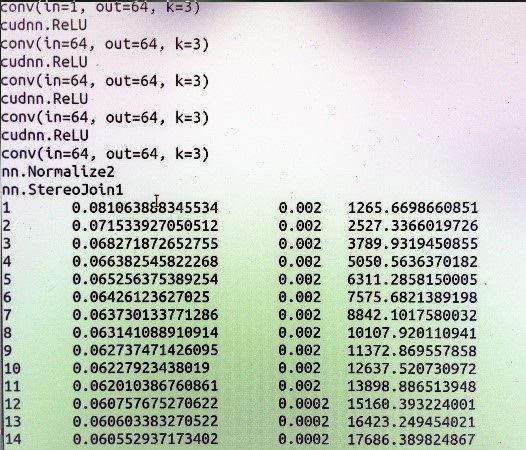 conv(in=1, out=64, k=3)
cudnn.ReLU
conv(in=64, out=64, k=3)
cudnn.ReLU
conv(in=64, out=64, k=3)
cudnn.ReLU
conv(in=64, out=64, k=3)
cudnn.ReLU
conv(in=64, out=64, k=3)
nn.Normalize2
nn.StereoJoin1
1 0.081063888345534 0.002 1265.6698660851
2 0.071533927050512 0.002 2527.3366019726
3 0.068271872652755 0.002 3789.9319450855
4 0.066382545822268 0.002 5050.5636370182
5 0.065256375389254 0.002 6311.2858150005
6 0.06426123627025 0.002 7575.6821389198
7 0.063730133771286 0.002 8842.1017580032
8 0.063141088910914 0.002 10107.920110941
9 0.062737471426095 0.002 11372.869557858
10 0.06227923438019 0.002 12637.520730972
11 0.062010386760861 0.002 13898.886513948
12 0.060757675270622 0.0002 15160.393224001
13 0.060603383270522 0.0002 16423.249454021
14 0.060552937173402 0.0002 17686.389824867